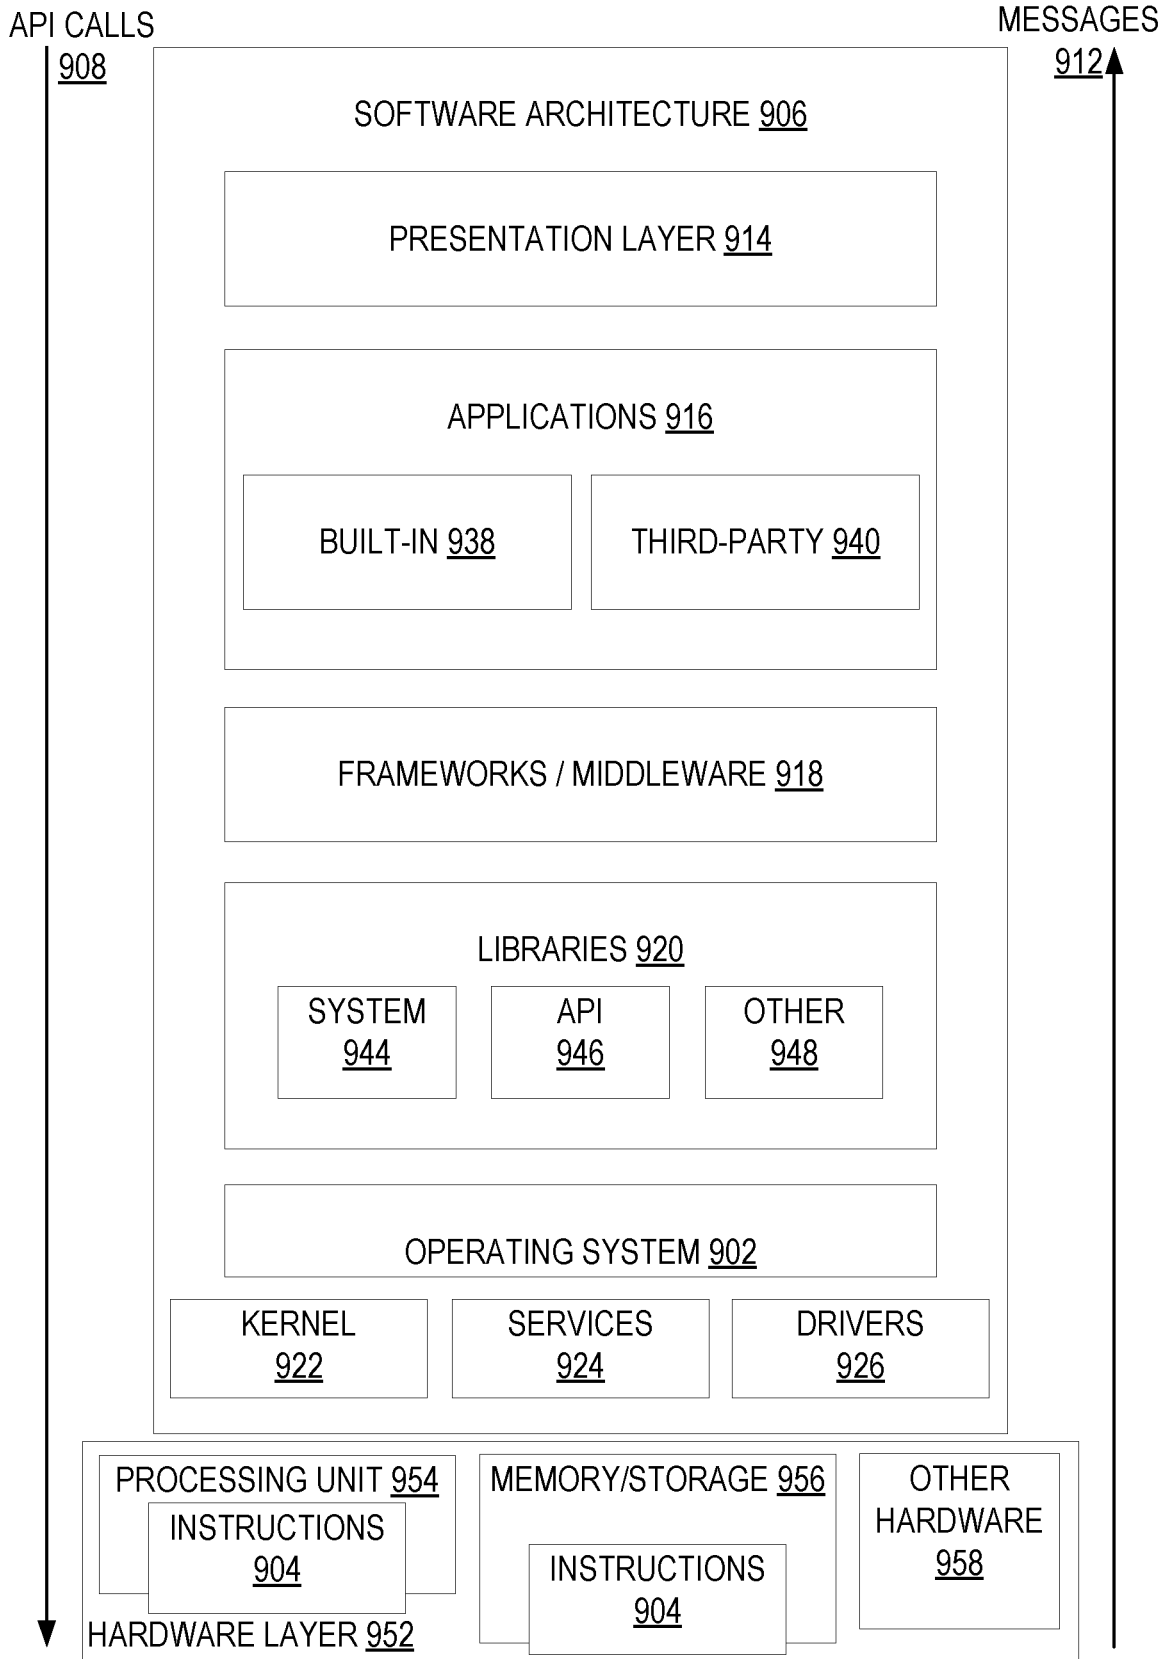 API CALLS
908
MESSAGES
912
SOFTWARE ARCHITECTURE 906
PRESENTATION LAYER 914
APPLICATIONS 916
BUILT-IN 938
THIRD-PARTY 940
FRAMEWORKS / MIDDLEWARE 918
LIBRARIES 920
SYSTEM
944
API
946
OTHER
948
OPERATING SYSTEM 902
KERNEL
922
SERVICES
924
DRIVERS
926
PROCESSING UNIT 954
INSTRUCTIONS
904
MEMORY/STORAGE 956
INSTRUCTIONS
904
OTHER
HARDWARE
958
HARDWARE LAYER 952